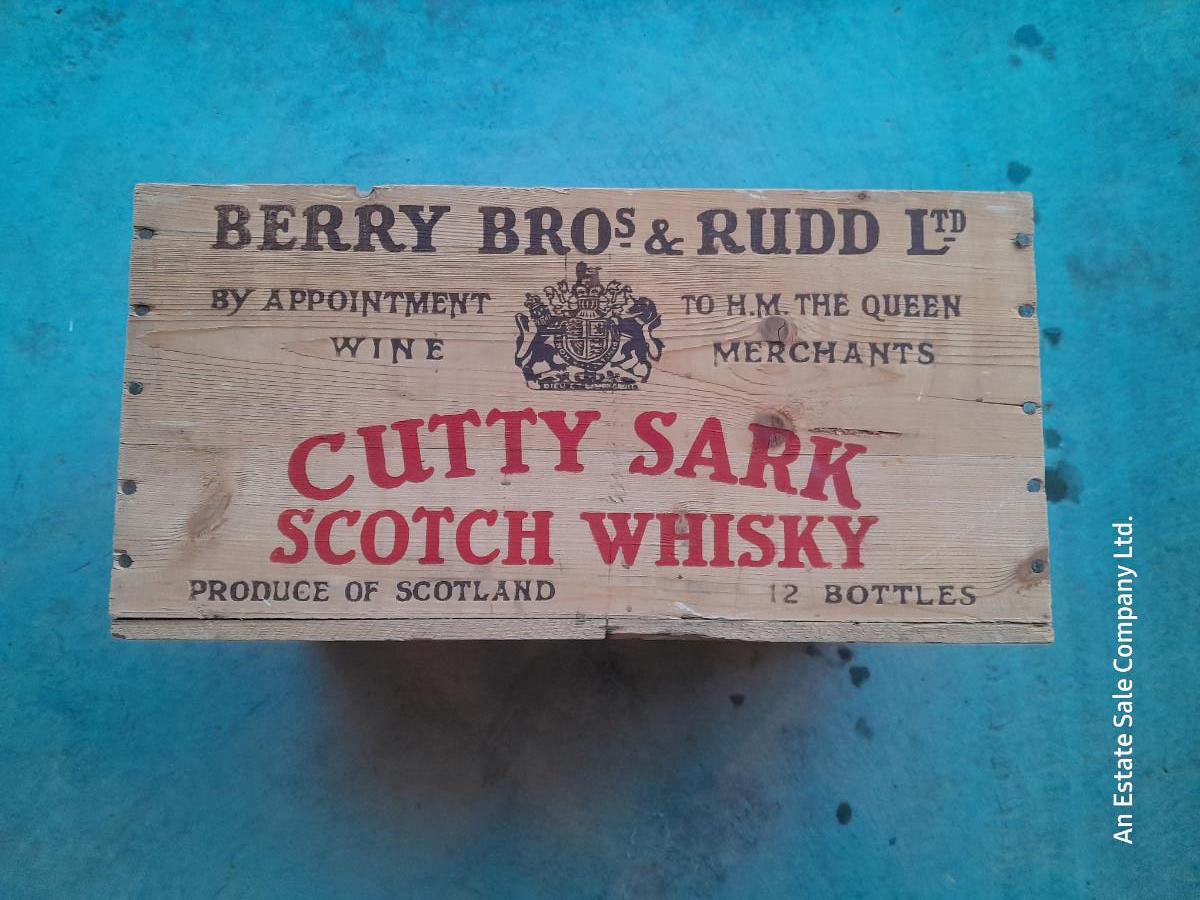 BERRY BROS & RUDD LTD
BY APPOINTMENT TO H.M. THE QUEEN
WINE MERCHANTS
CUTTY SARK
SCOTCH WHISKY
PRODUCE OF SCOTLAND 12 BOTTLES
An Estate Sale Company Ltd.